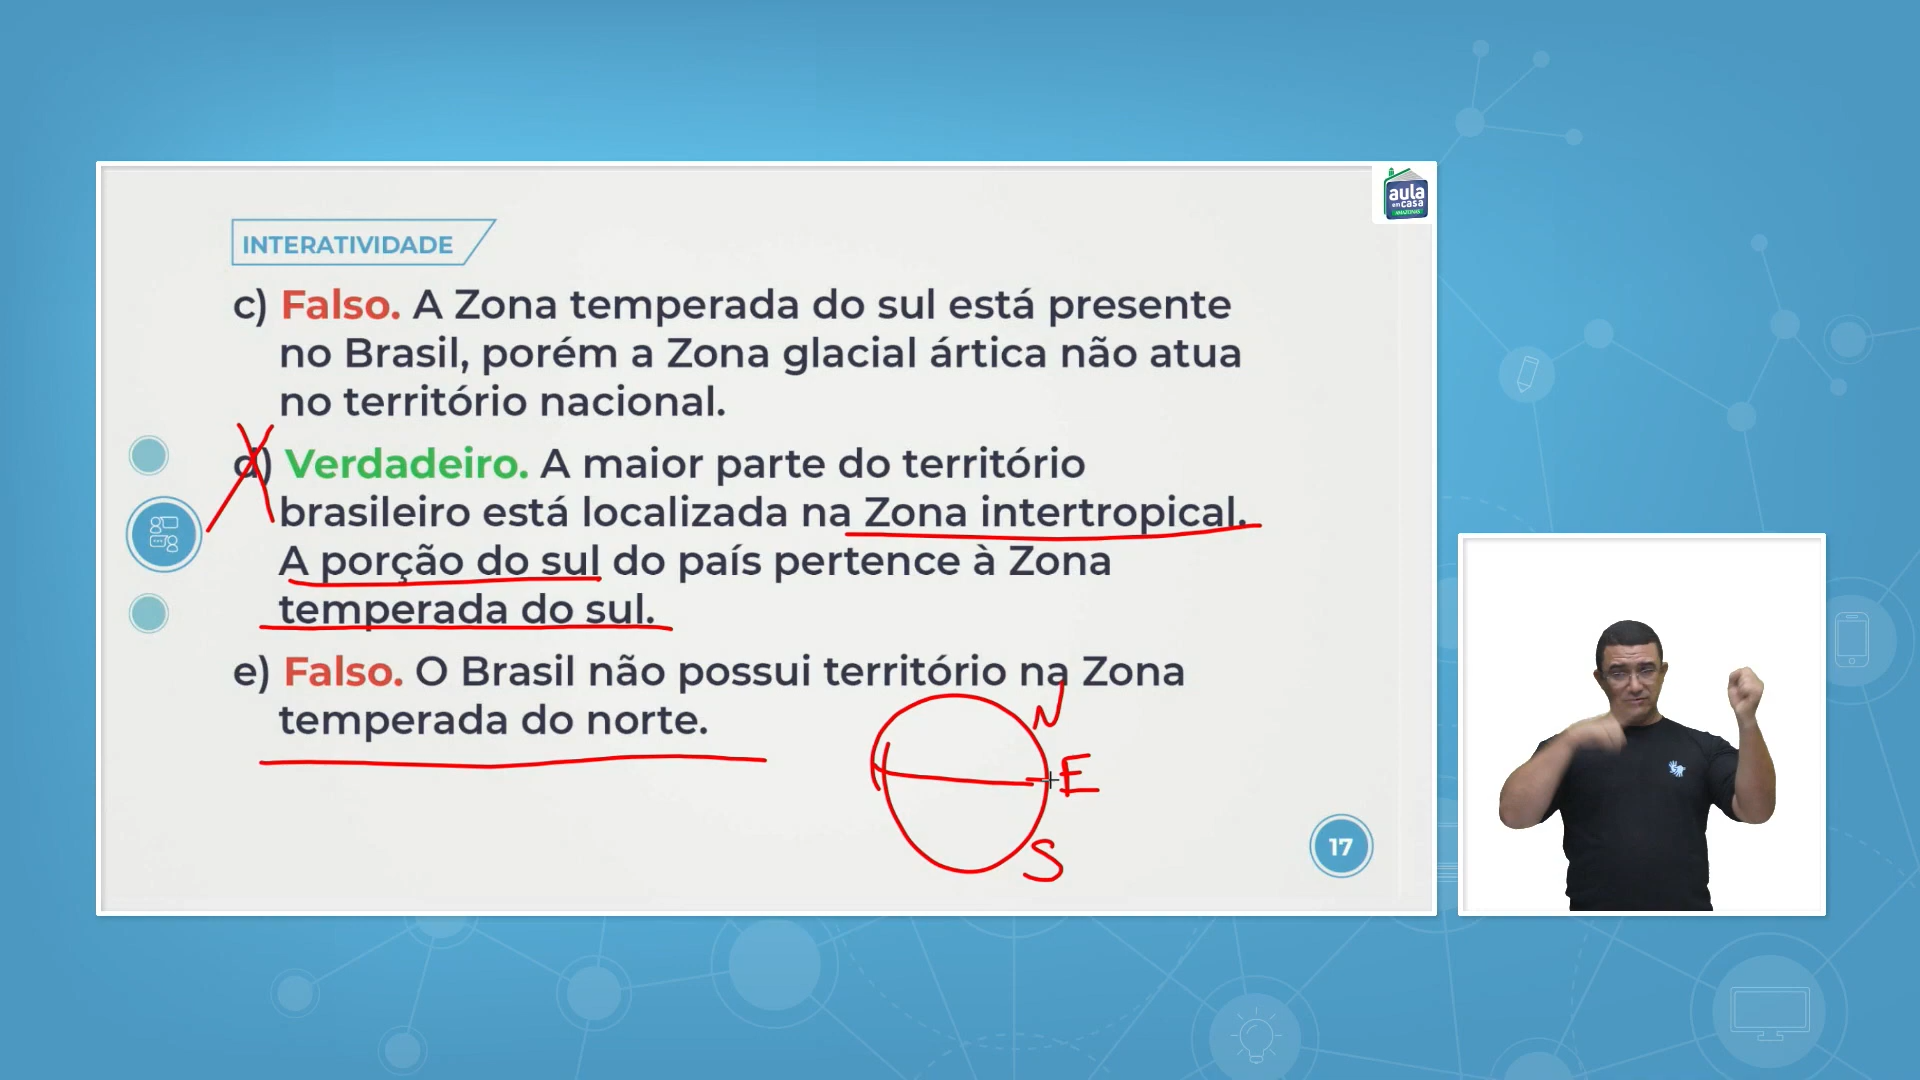 aula
em casa
AMAZONAS
INTERATIVIDADE
c) Falso. A Zona temperada do sul está presente
no Brasil, porém a Zona glacial ártica não atua
no território nacional.
d) Verdadeiro. A maior parte do território
brasileiro está localizada na Zona intertropical.
A porção do sul do país pertence à Zona
temperada do sul.
e) Falso. O Brasil não possui território na Zona
temperada do norte.
N
E
S
17